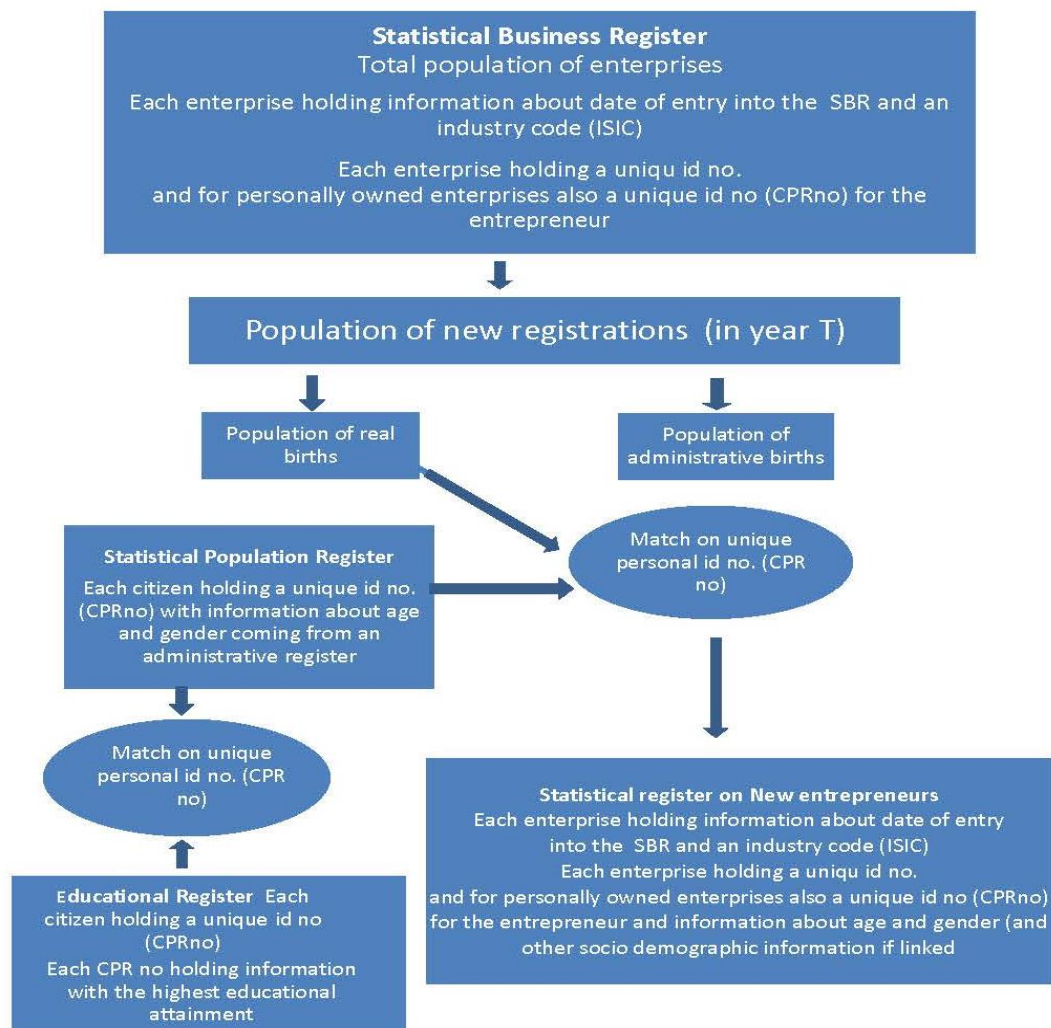 Statistical Business Register
Total population of enterprises
Each enterprise holding information about date of entry into the SBR and an
industry code (ISIC)
Each enterprise holding a uniqu id no.
and for personally owned enterprises also a unique id no (CPRno) for the
entrepreneur
Population of new registrations (in year T)
Population of real
births
Population of
administrative births
Match on unique
personal id no. (CPR
no)
Statistical Population Register
Each citizen holding a unique id no.
(CPRno) with information about age
and gender coming from an
administrative register
Match on unique
personal id no. (CPR
no)
Statistical register on New entrepreneurs
Each enterprise holding information about date of entry
into the SBR and an industry code (ISIC)
Each enterprise holding a uniqu id no.
and for personally owned enterprises also a unique id no (CPRno)
for the entrepreneur and information about age and gender (and
other socio demographic information if linked
Educational Register Each
citizen holding a unique id no
(CPRno)
Each CPR no holding information
with the highest educational
attainment